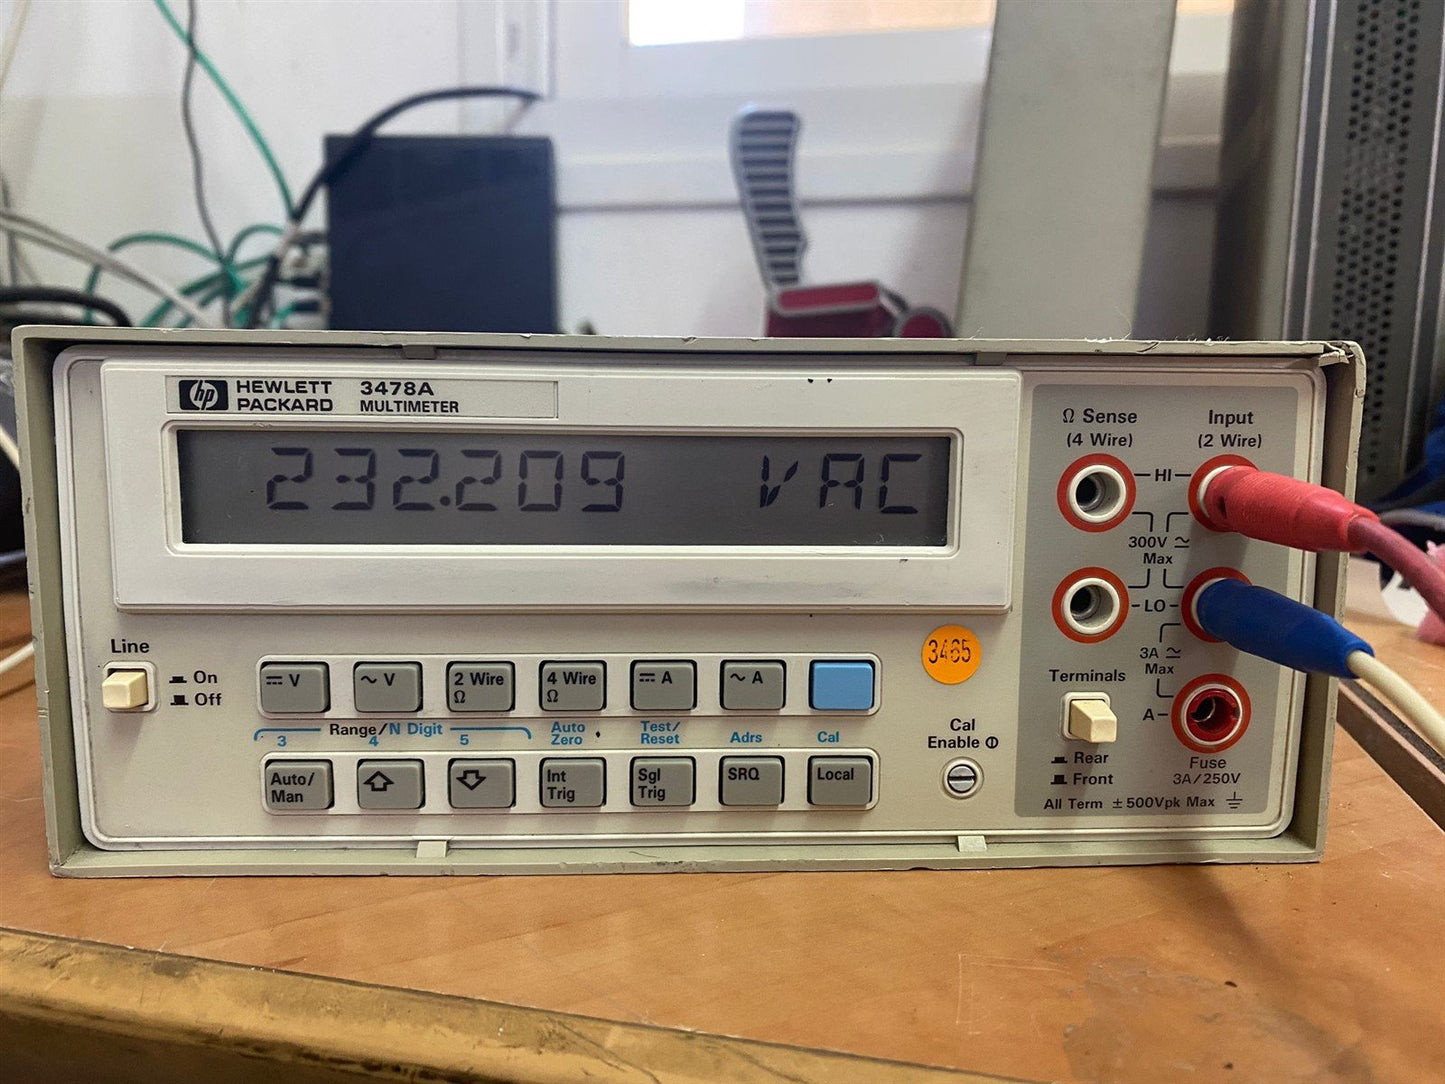 hp HEWLETT PACKARD 3478A MULTIMETER
232.209 VAC
Ω Sense (4 Wire)
Input (2 Wire)
HI
300V ≂ Max
LO
3A ≂ Max
A
Fuse 3A/250V
Terminals
Rear
Front
All Term ±500Vpk Max ⏚
Line
On
Off
⎓ V
~ V
2 Wire Ω
4 Wire Ω
⎓ A
~ A
3465
Range/N Digit
3 4 5
Auto Zero
Test/Reset
Adrs
Cal
Auto/Man
Int Trig
Sgl Trig
SRQ
Local
Cal Enable